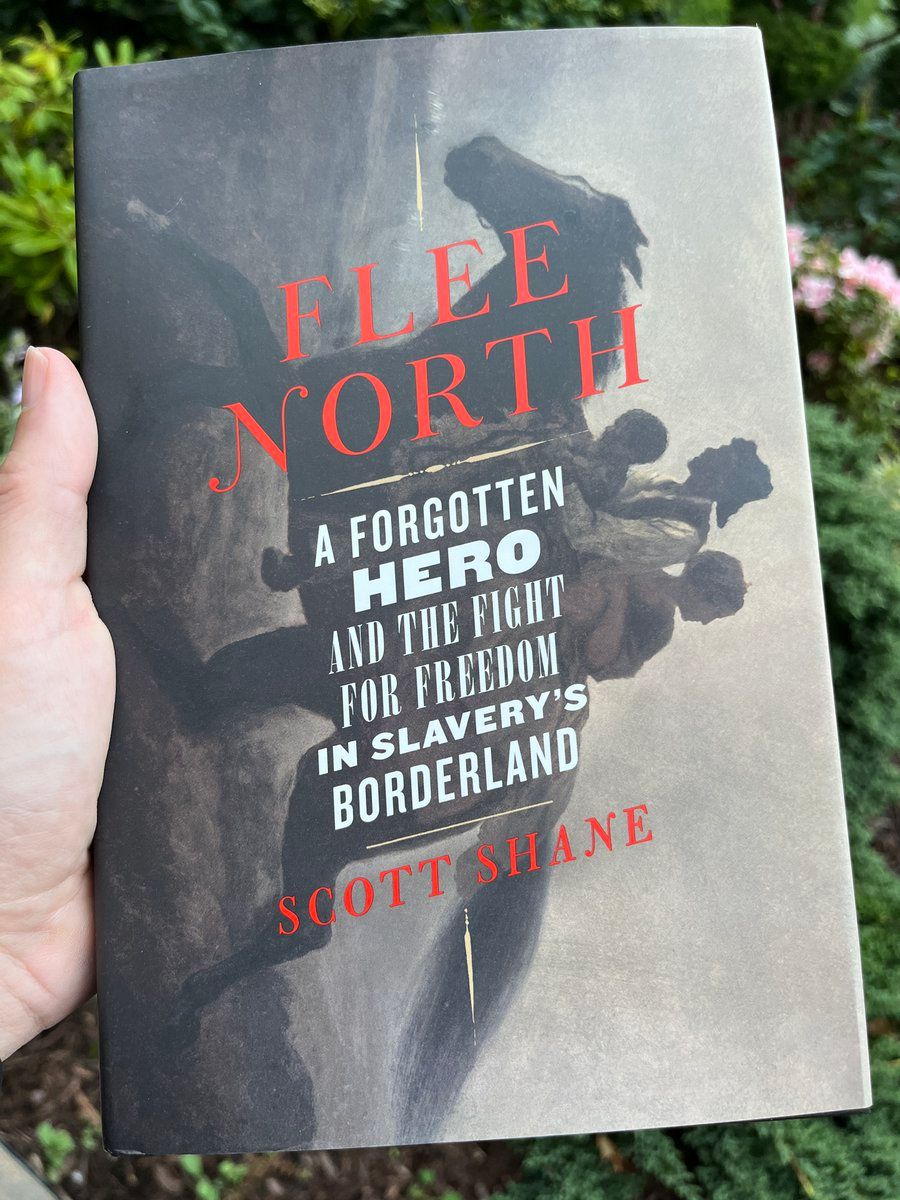 FLEE
NORTH
A FORGOTTEN
HERO
AND THE FIGHT
FOR FREEDOM
IN SLAVERY'S
BORDERLAND
SCOTT SHANE